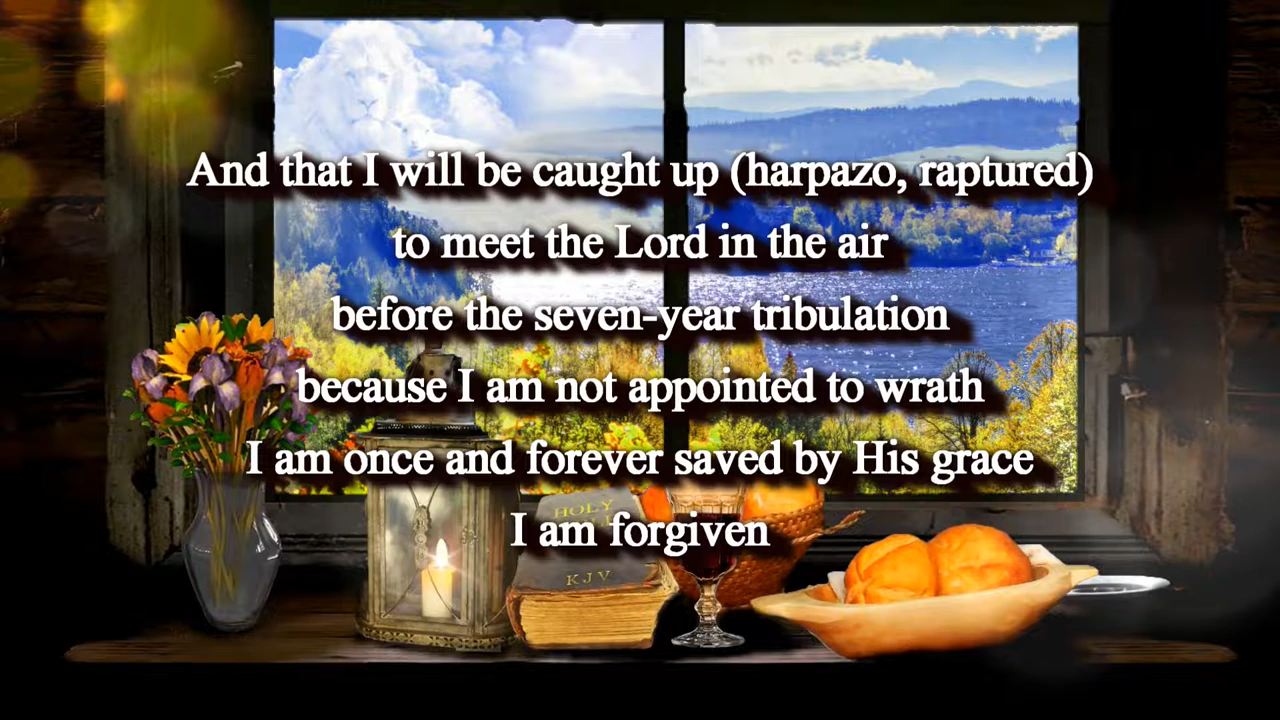 And that I will be caught up (harpazo, raptured)
to meet the Lord in the air
before the seven-year tribulation
because I am not appointed to wrath
I am once and forever saved by His grace
I am forgiven
HOLY
KJV